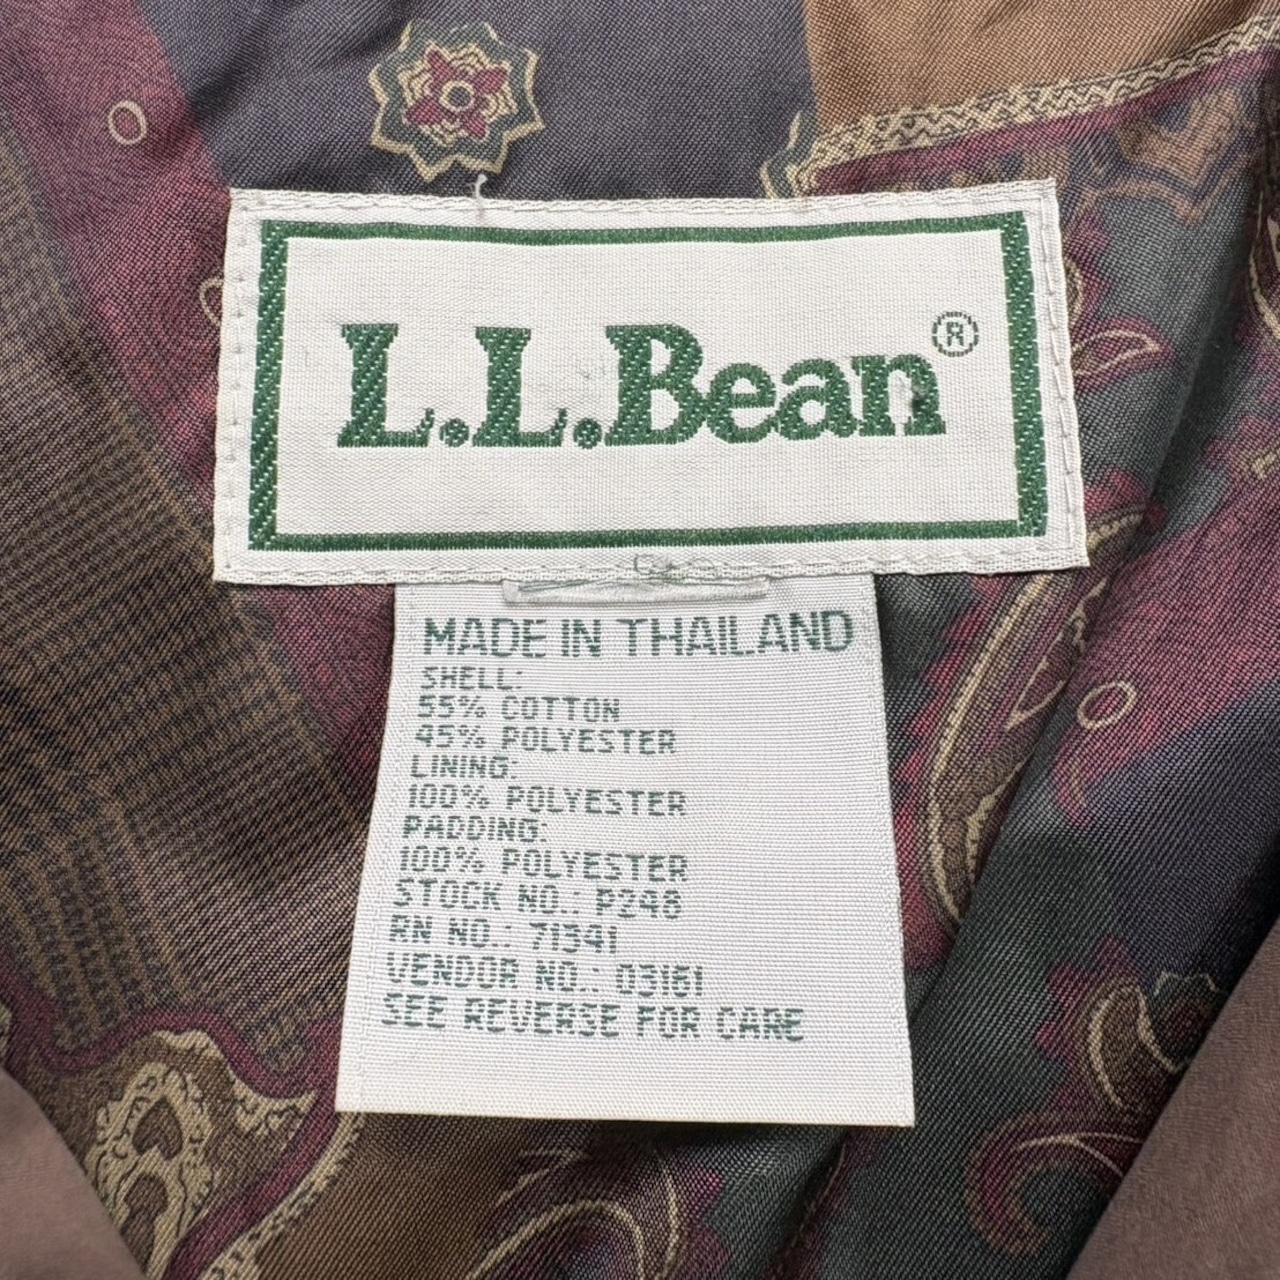 L.L.Bean®
MADE IN THAILAND
SHELL:
55% COTTON
45% POLYESTER
LINING:
100% POLYESTER
PADDING:
100% POLYESTER
STOCK NO.: P248
RN NO.: 71341
VENDOR NO.: 03161
SEE REVERSE FOR CARE